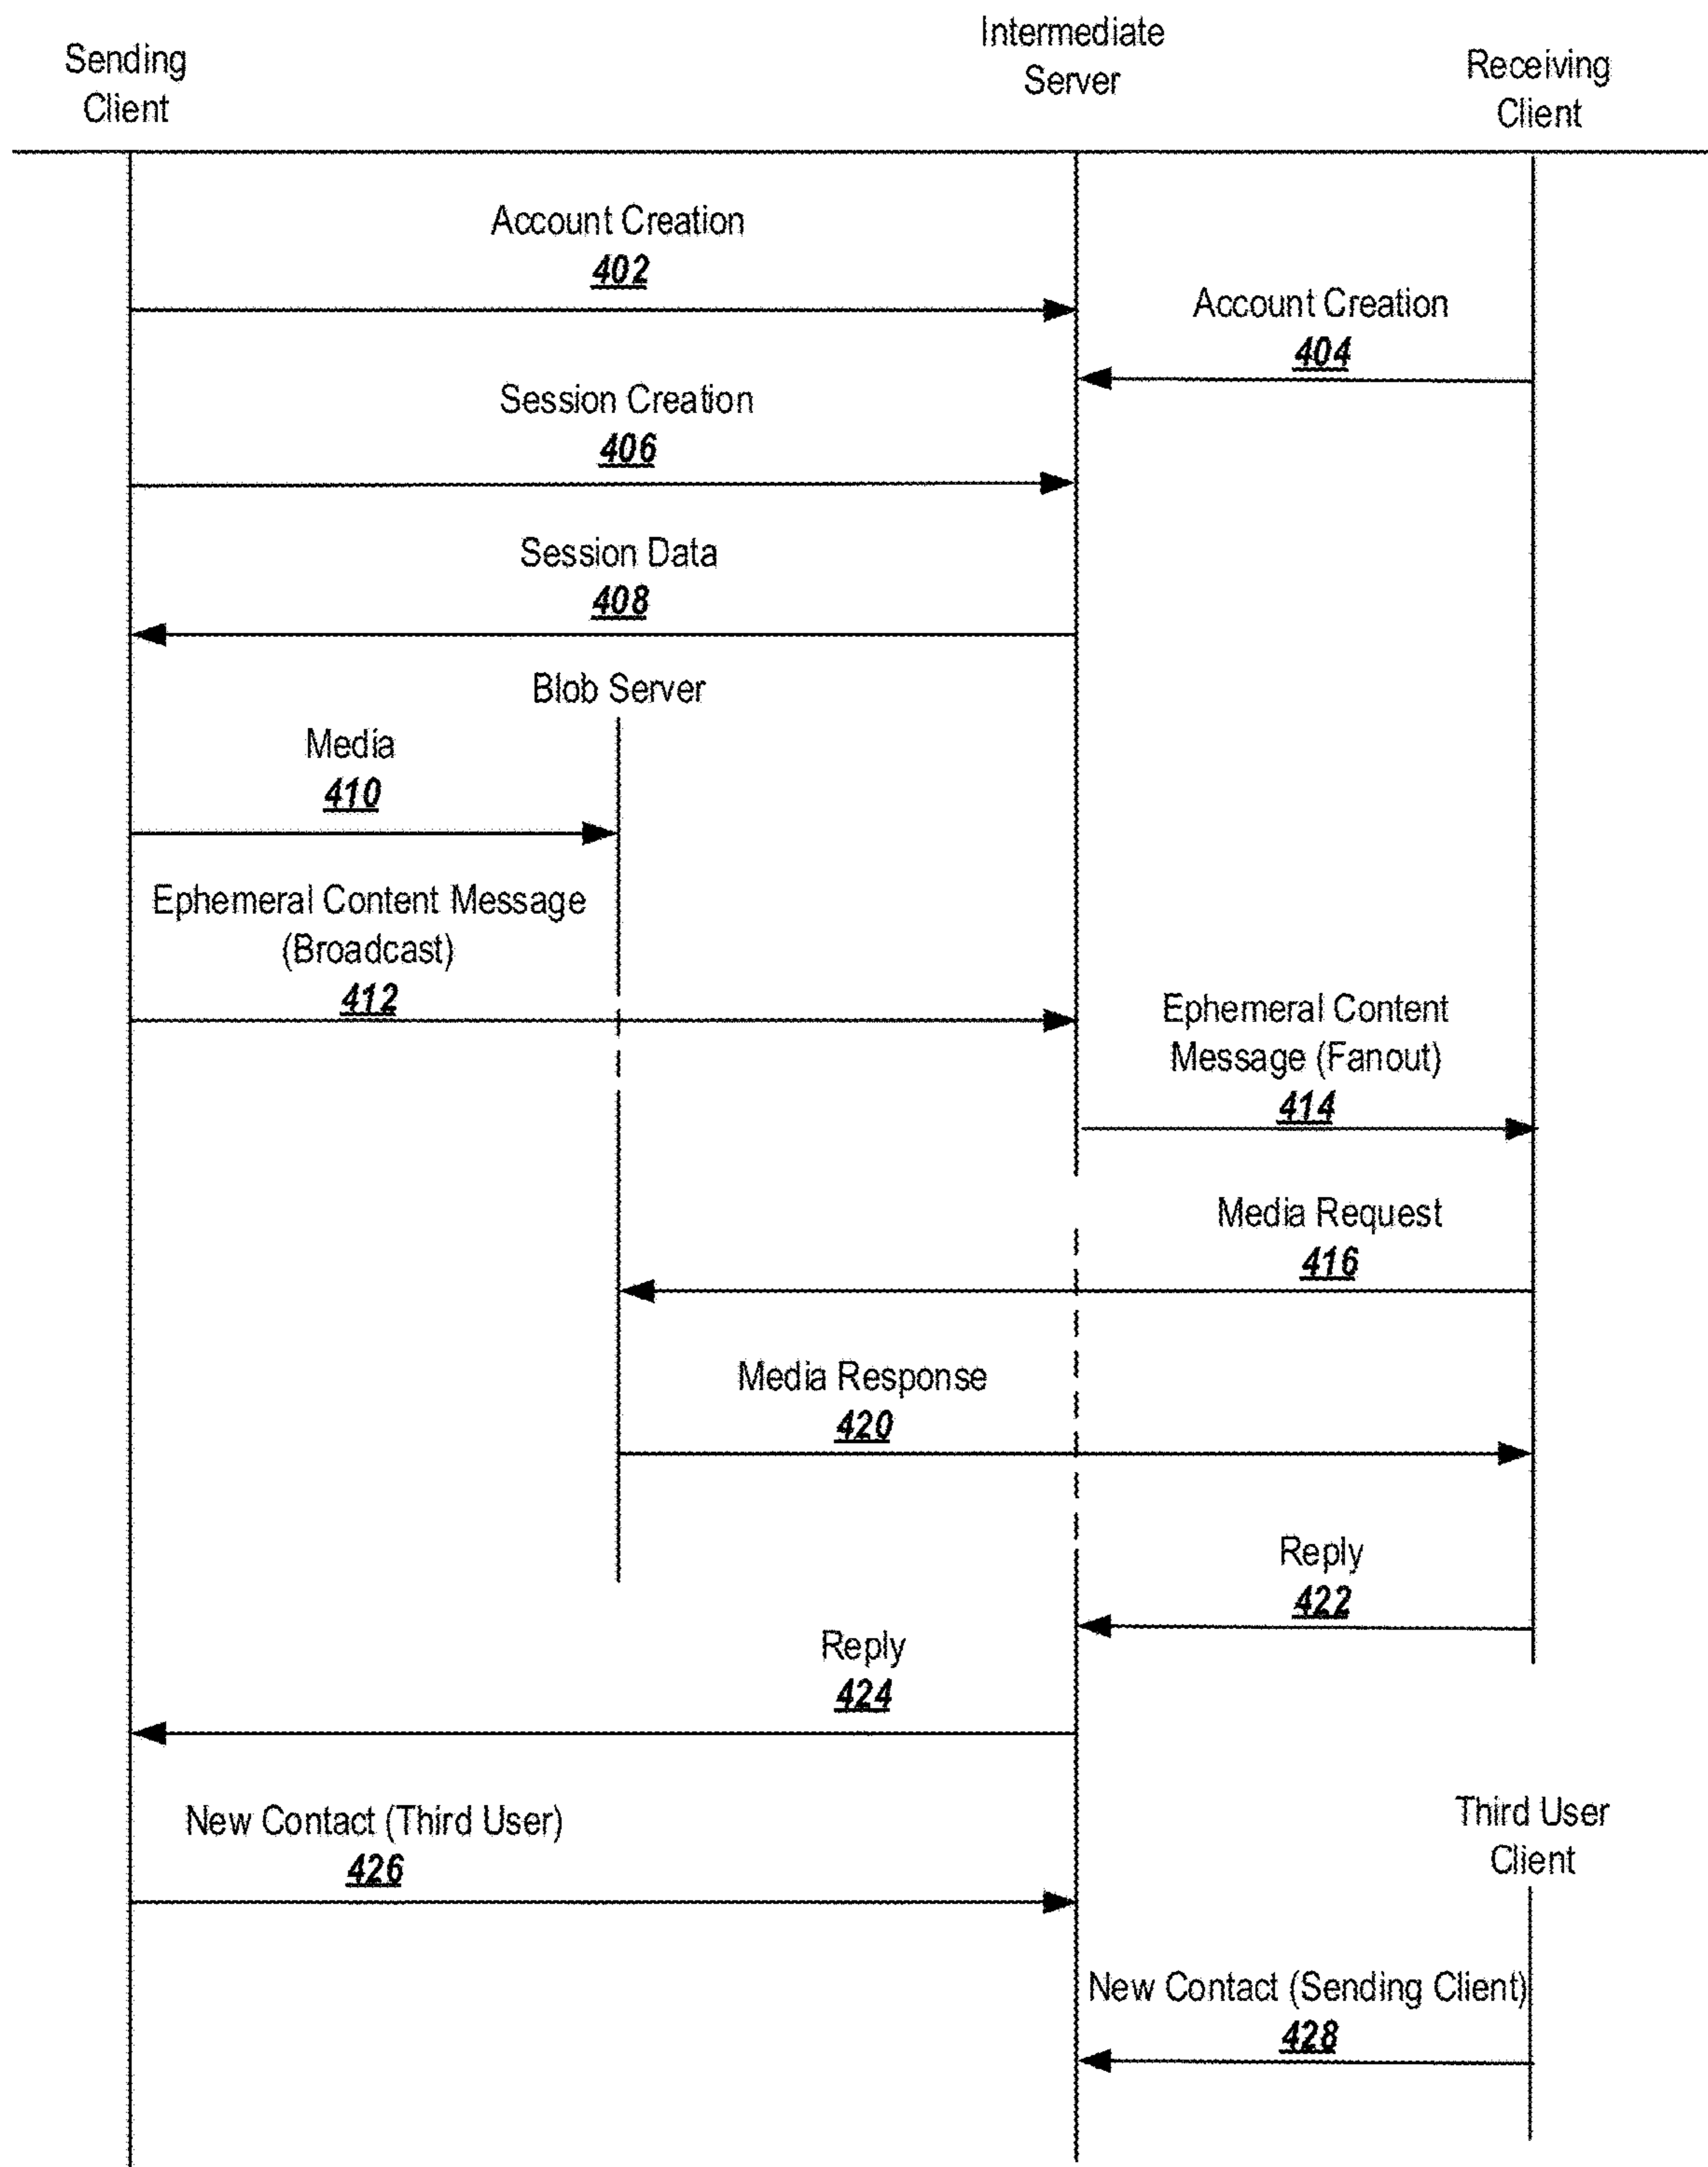 Sending
Client
Intermediate
Server
Receiving
Client
Account Creation
402
Account Creation
404
Session Creation
406
Session Data
408
Blob Server
Media
410
Ephemeral Content Message
(Broadcast)
412
Ephemeral Content
Message (Fanout)
414
Media Request
416
Media Response
420
Reply
422
Reply
424
New Contact (Third User)
426
Third User
Client
New Contact (Sending Client)
428